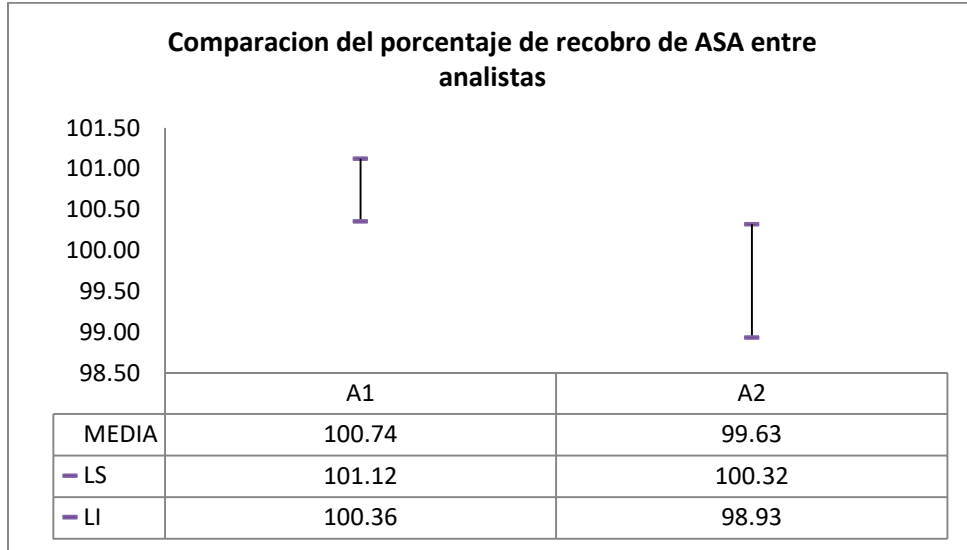 Comparacion del porcentaje de recobro de ASA entre
analistas
101.50
101.00
100.50
100.00
99.50
99.00
98.50
A1 A2
MEDIA 100.74 99.63
LS 101.12 100.32
LI 100.36 98.93